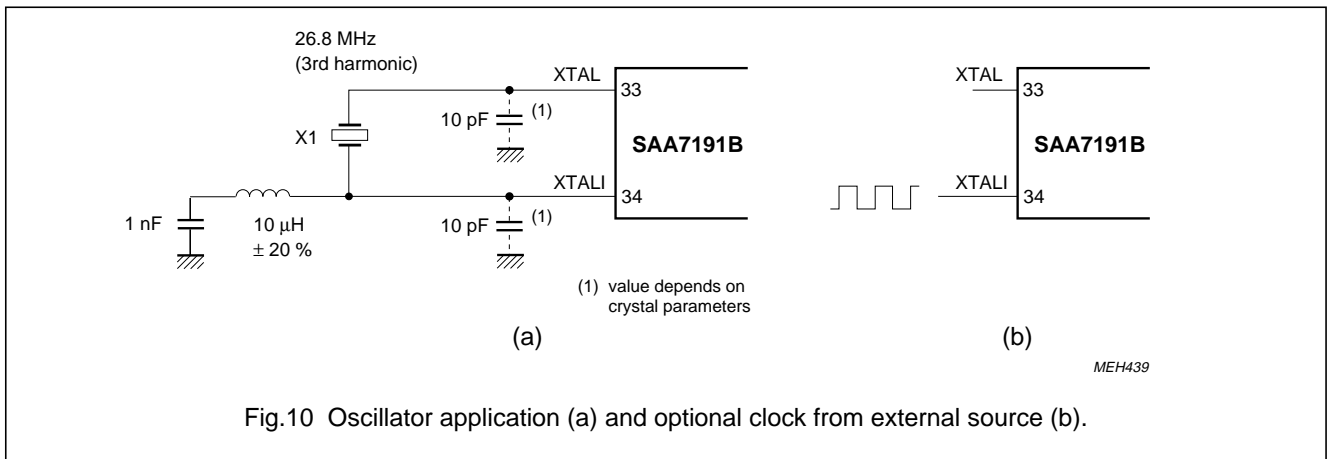 26.8 MHz
(3rd harmonic)
XTAL
33
10 pF
(1)
X1
SAA7191B
XTALI
34
1 nF
10 μH
± 20 %
10 pF
(1)
(1) value depends on
crystal parameters
(a)
XTAL
33
SAA7191B
XTALI
34
(b)
MEH439
Fig.10 Oscillator application (a) and optional clock from external source (b).